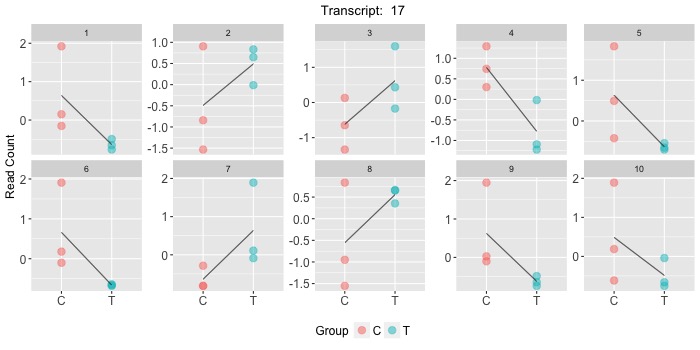 Transcript: 17
1 2 3 4 5
2 1 0
1.0 0.5 0.0 -0.5 -1.0 -1.5
1 0 -1
1.0 0.5 0.0 -0.5 -1.0
1 0
Read Count
6 7 8 9 10
2 1 0
2 1 0
0.5 0.0 -0.5 -1.0 -1.5
2 1 0
2 1 0
C T C T C T C T C T
Group C T